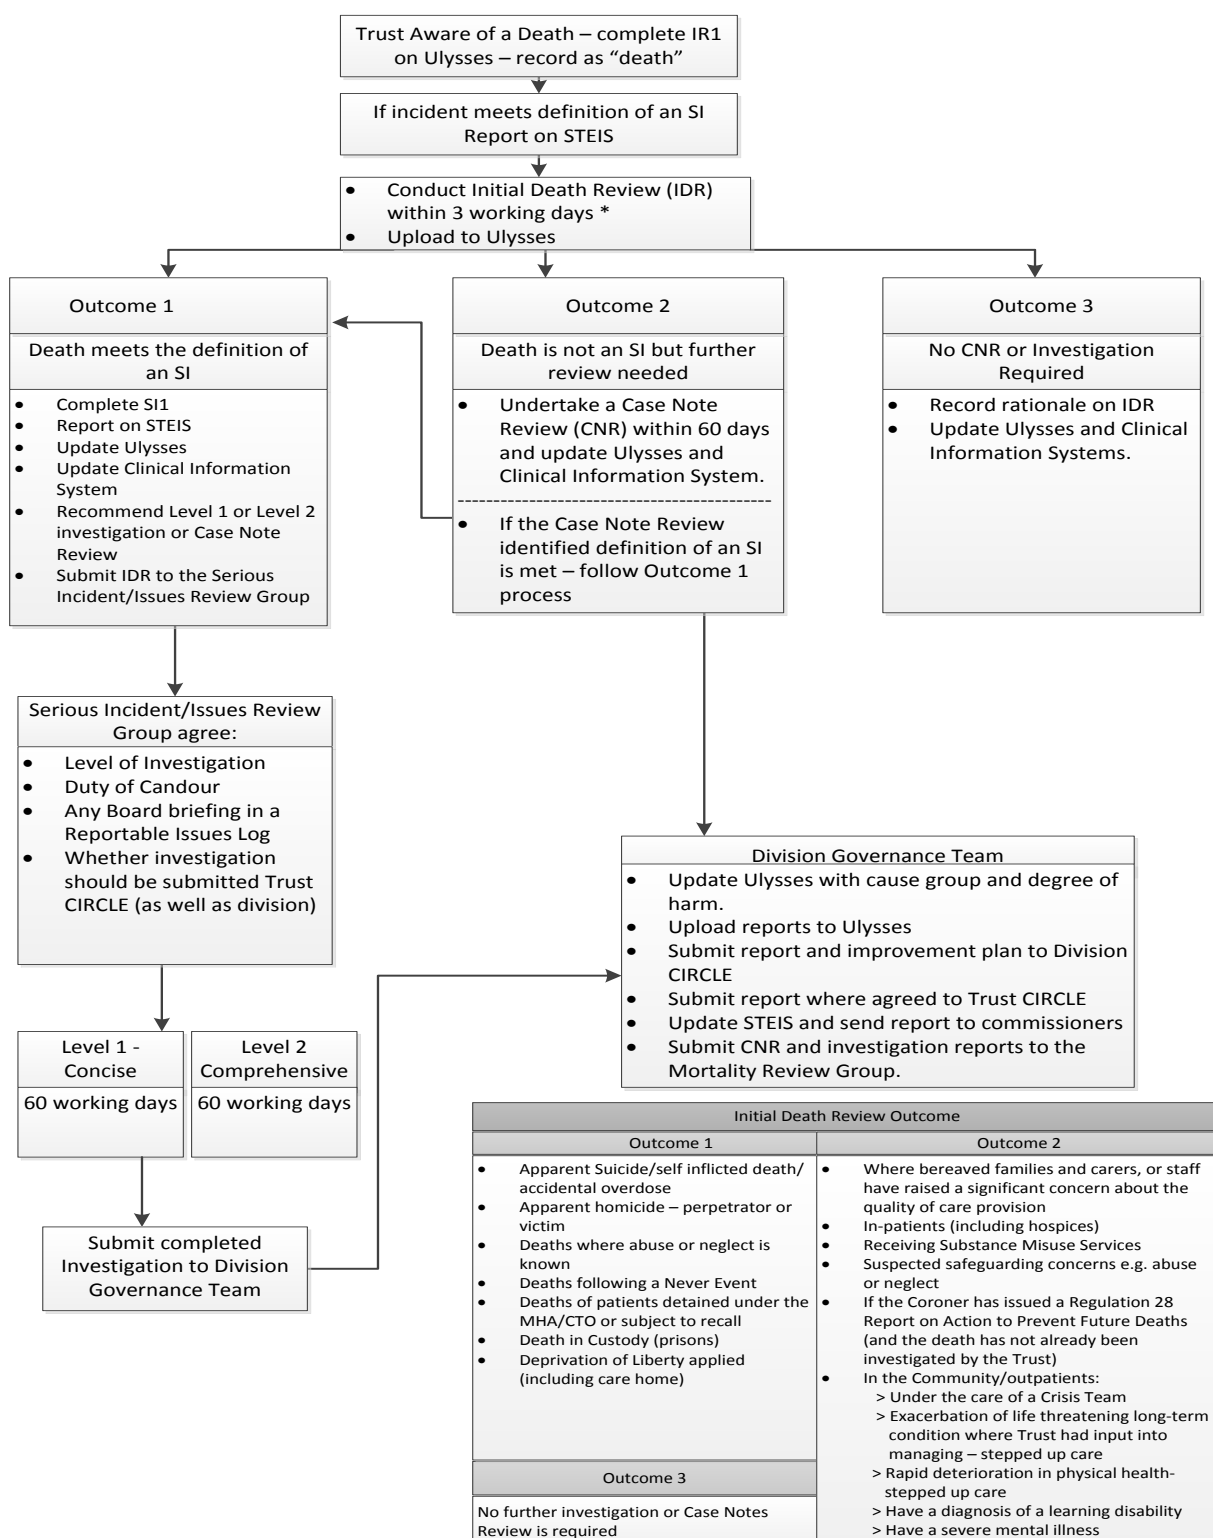 Trust Aware of a Death – complete IR1
on Ulysses – record as “death”
If incident meets definition of an SI
Report on STEIS
• Conduct Initial Death Review (IDR)
within 3 working days *
• Upload to Ulysses
Outcome 1
Death meets the definition of
an SI
• Complete SI1
• Report on STEIS
• Update Ulysses
• Update Clinical Information
System
• Recommend Level 1 or Level 2
investigation or Case Note
Review
• Submit IDR to the Serious
Incident/Issues Review Group
Outcome 2
Death is not an SI but further
review needed
• Undertake a Case Note
Review (CNR) within 60 days
and update Ulysses and
Clinical Information System.
--------------------------------------------
• If the Case Note Review
identified definition of an SI
is met – follow Outcome 1
process
Outcome 3
No CNR or Investigation
Required
• Record rationale on IDR
• Update Ulysses and Clinical
Information Systems.
Serious Incident/Issues Review
Group agree:
• Level of Investigation
• Duty of Candour
• Any Board briefing in a
Reportable Issues Log
• Whether investigation
should be submitted Trust
CIRCLE (as well as division)
Division Governance Team
• Update Ulysses with cause group and degree of
harm.
• Upload reports to Ulysses
• Submit report and improvement plan to Division
CIRCLE
• Submit report where agreed to Trust CIRCLE
• Update STEIS and send report to commissioners
• Submit CNR and investigation reports to the
Mortality Review Group.
Level 1 -
Concise
60 working days
Level 2
Comprehensive
60 working days
Submit completed
Investigation to Division
Governance Team
Initial Death Review Outcome
Outcome 1
• Apparent Suicide/self inflicted death/
accidental overdose
• Apparent homicide – perpetrator or
victim
• Deaths where abuse or neglect is
known
• Deaths following a Never Event
• Deaths of patients detained under the
MHA/CTO or subject to recall
• Death in Custody (prisons)
• Deprivation of Liberty applied
(including care home)
Outcome 3
No further investigation or Case Notes
Review is required
Outcome 2
• Where bereaved families and carers, or staff
have raised a significant concern about the
quality of care provision
• In-patients (including hospices)
• Receiving Substance Misuse Services
• Suspected safeguarding concerns e.g. abuse
or neglect
• If the Coroner has issued a Regulation 28
Report on Action to Prevent Future Deaths
(and the death has not already been
investigated by the Trust)
• In the Community/outpatients:
> Under the care of a Crisis Team
> Exacerbation of life threatening long-term
condition where Trust had input into
managing – stepped up care
> Rapid deterioration in physical health-
stepped up care
> Have a diagnosis of a learning disability
> Have a severe mental illness